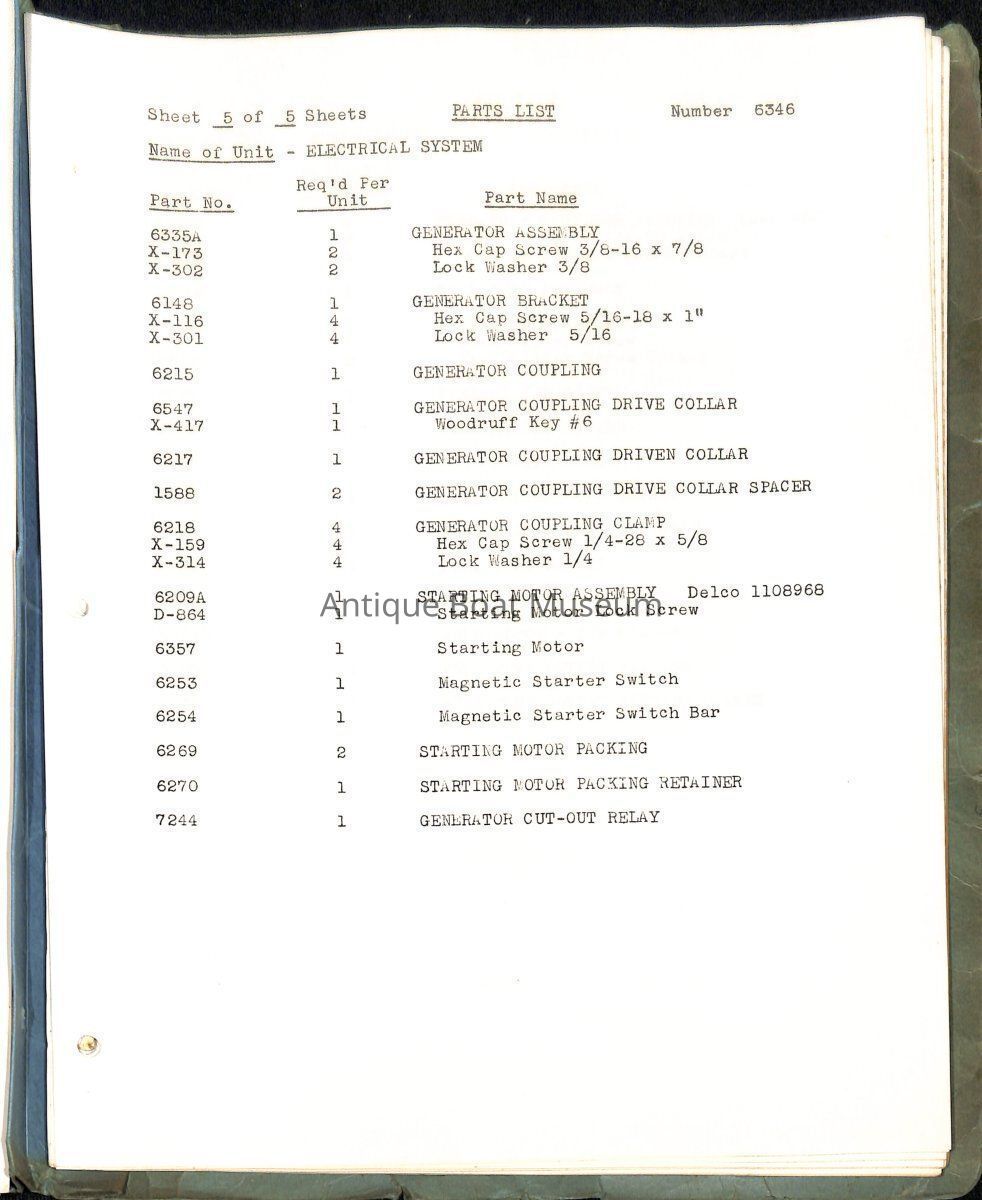 Sheet 5 of 5 Sheets PARTS LIST Number 6346
Name of Unit - ELECTRICAL SYSTEM
Part No. Req'd Per Unit Part Name
6335A 1 GENERATOR ASSEMBLY
X-173 2 Hex Cap Screw 3/8-16 x 7/8
X-302 2 Lock Washer 3/8
6148 1 GENERATOR BRACKET
X-116 4 Hex Cap Screw 5/16-18 x 1"
X-301 4 Lock Washer 5/16
6215 1 GENERATOR COUPLING
6547 1 GENERATOR COUPLING DRIVE COLLAR
X-417 1 Woodruff Key #6
6217 1 GENERATOR COUPLING DRIVEN COLLAR
1588 2 GENERATOR COUPLING DRIVE COLLAR SPACER
6218 4 GENERATOR COUPLING CLAMP
X-159 4 Hex Cap Screw 1/4-28 x 5/8
X-314 4 Lock Washer 1/4
6209A 1 STARTING MOTOR ASSEMBLY Delco 1108968
Antique Boat Museum
D-864 1 Starting Motor Lock Screw
6357 1 Starting Motor
6253 1 Magnetic Starter Switch
6254 1 Magnetic Starter Switch Bar
6269 2 STARTING MOTOR PACKING
6270 1 STARTING MOTOR PACKING RETAINER
7244 1 GENERATOR CUT-OUT RELAY